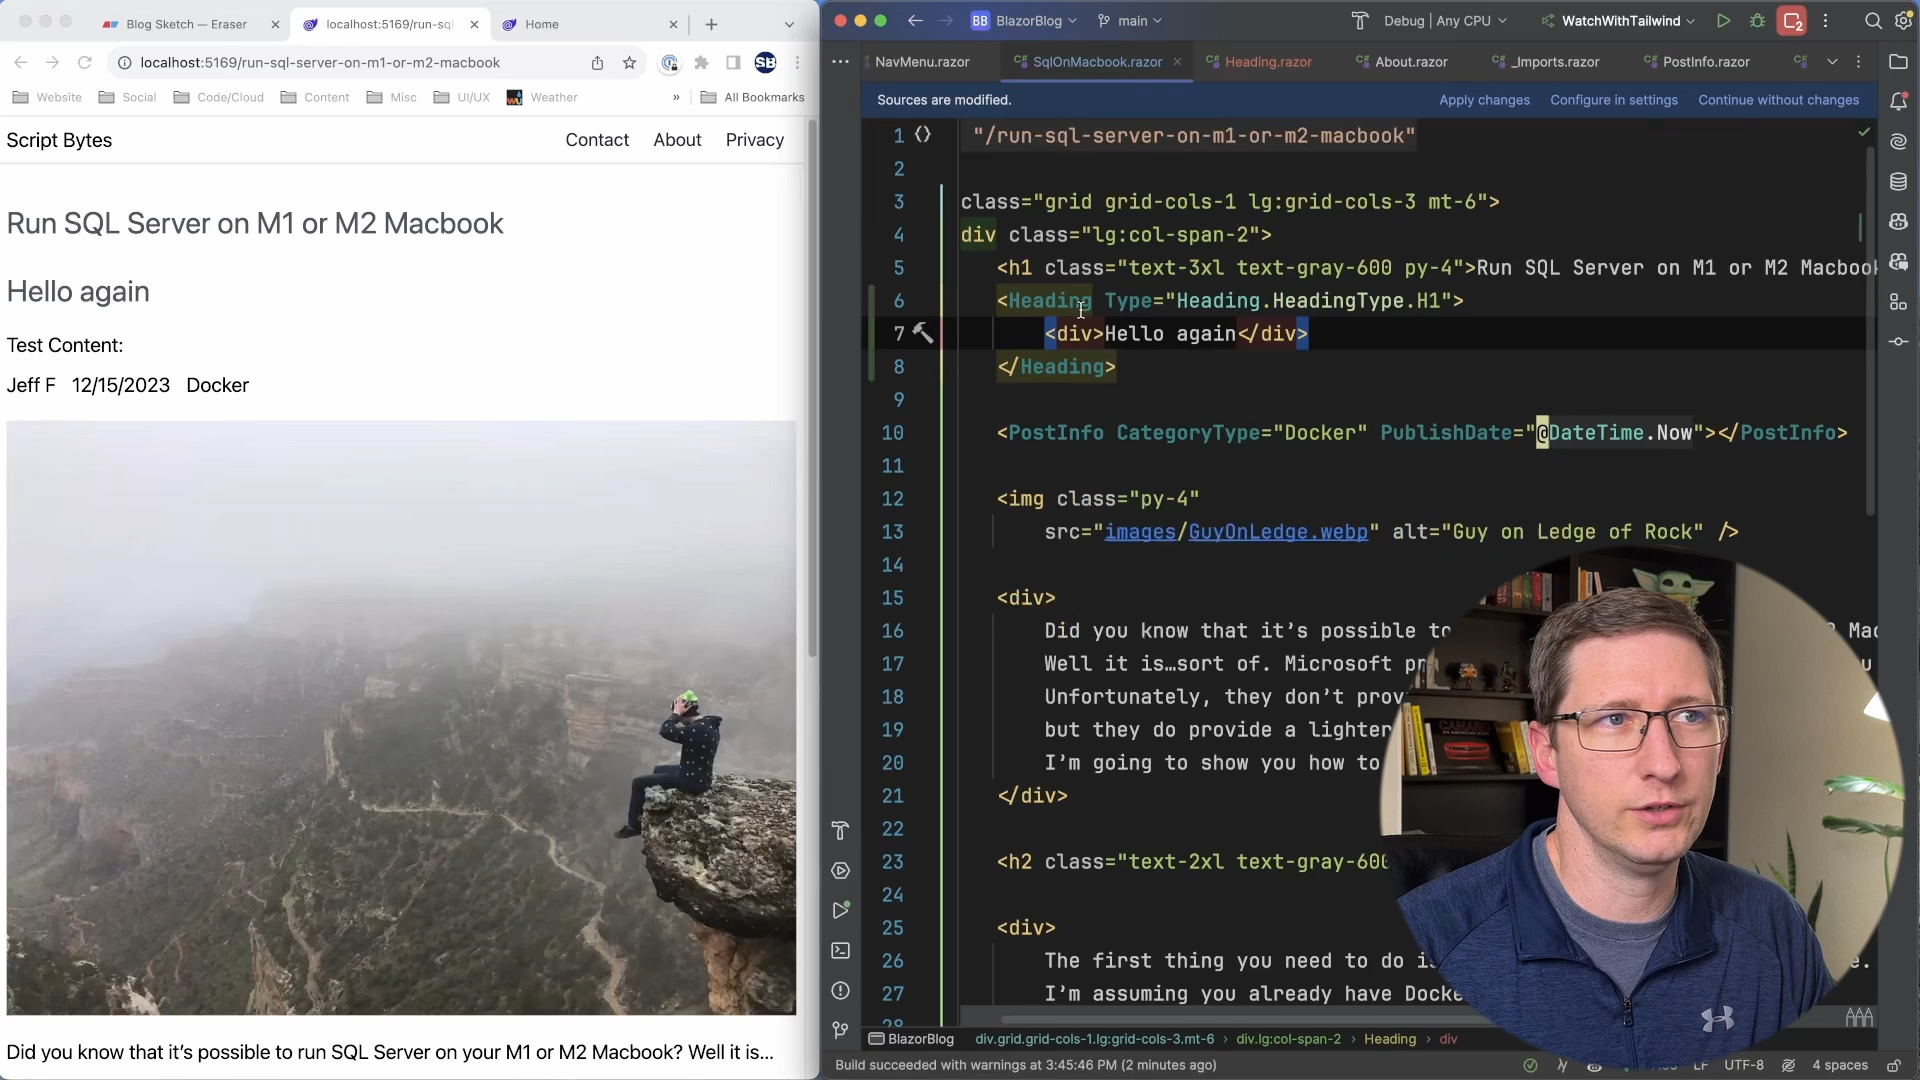 Blog Sketch — Eraser
localhost:5169/run-sql
Home
localhost:5169/run-sql-server-on-m1-or-m2-macbook
SB
Website
Social
Code/Cloud
Content
Misc
UI/UX
Weather
»
All Bookmarks
Script Bytes
Contact
About
Privacy
Run SQL Server on M1 or M2 Macbook
Hello again
Test Content:
Jeff F 12/15/2023 Docker
Did you know that it’s possible to run SQL Server on your M1 or M2 Macbook? Well it is...
BB BlazorBlog
main
Debug | Any CPU
WatchWithTailwind
2
NavMenu.razor
SqlOnMacbook.razor
Heading.razor
About.razor
_Imports.razor
PostInfo.razor
Sources are modified.
Apply changes
Configure in settings
Continue without changes
1 "/run-sql-server-on-m1-or-m2-macbook"
2
3 class="grid grid-cols-1 lg:grid-cols-3 mt-6">
4 div class="lg:col-span-2">
5 <h1 class="text-3xl text-gray-600 py-4">Run SQL Server on M1 or M2 Macbook
6 <Heading Type="Heading.HeadingType.H1">
7 <div>Hello again</div>
8 </Heading>
9
10 <PostInfo CategoryType="Docker" PublishDate="@DateTime.Now"></PostInfo>
11
12 <img class="py-4"
13 src="images/GuyOnLedge.webp" alt="Guy on Ledge of Rock" />
14
15 <div>
16 Did you know that it’s possible to Mac
17 Well it is…sort of. Microsoft pr
18 Unfortunately, they don’t prov
19 but they do provide a lighter
20 I’m going to show you how to
21 </div>
22
23 <h2 class="text-2xl text-gray-600
24
25 <div>
26 The first thing you need to do is
27 I’m assuming you already have Docke
28
CAMARO
BlazorBlog
div.grid.grid-cols-1.lg:grid-cols-3.mt-6 › div.lg:col-span-2 › Heading › div
Build succeeded with warnings at 3:45:46 PM (2 minutes ago)
LF
UTF-8
4 spaces